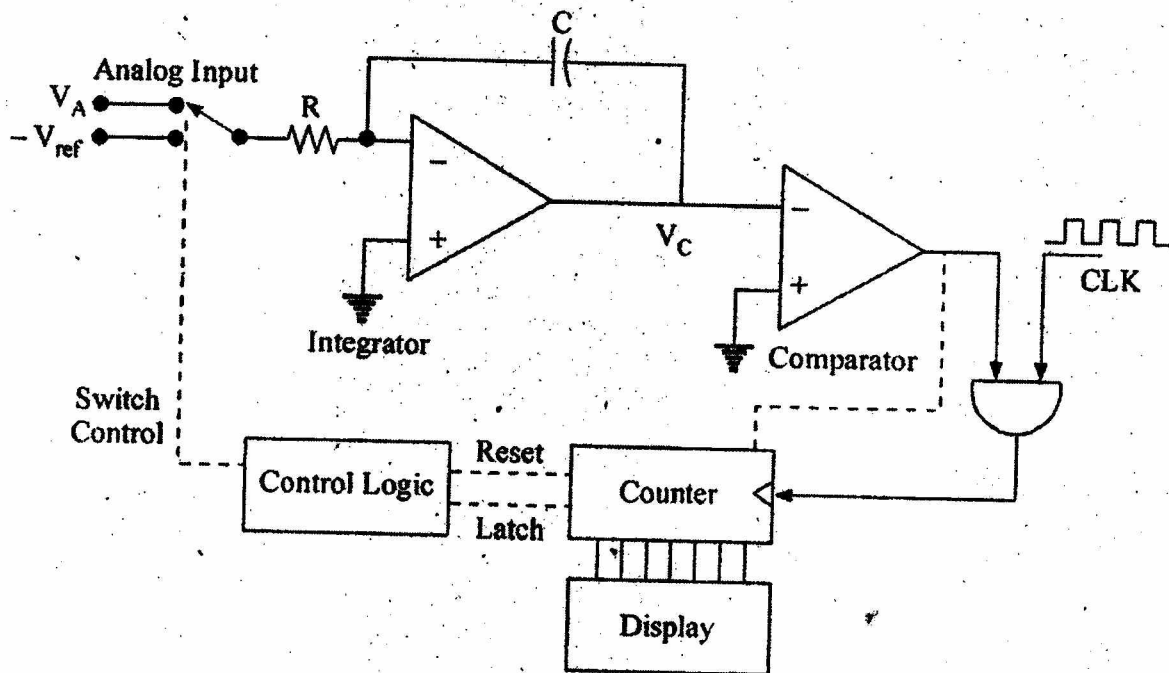 C
Analog Input
V_A
R
− V_ref
−
+
V_C
−
+
CLK
Integrator
Comparator
Switch
Control
Control Logic
Reset
Latch
Counter
Display